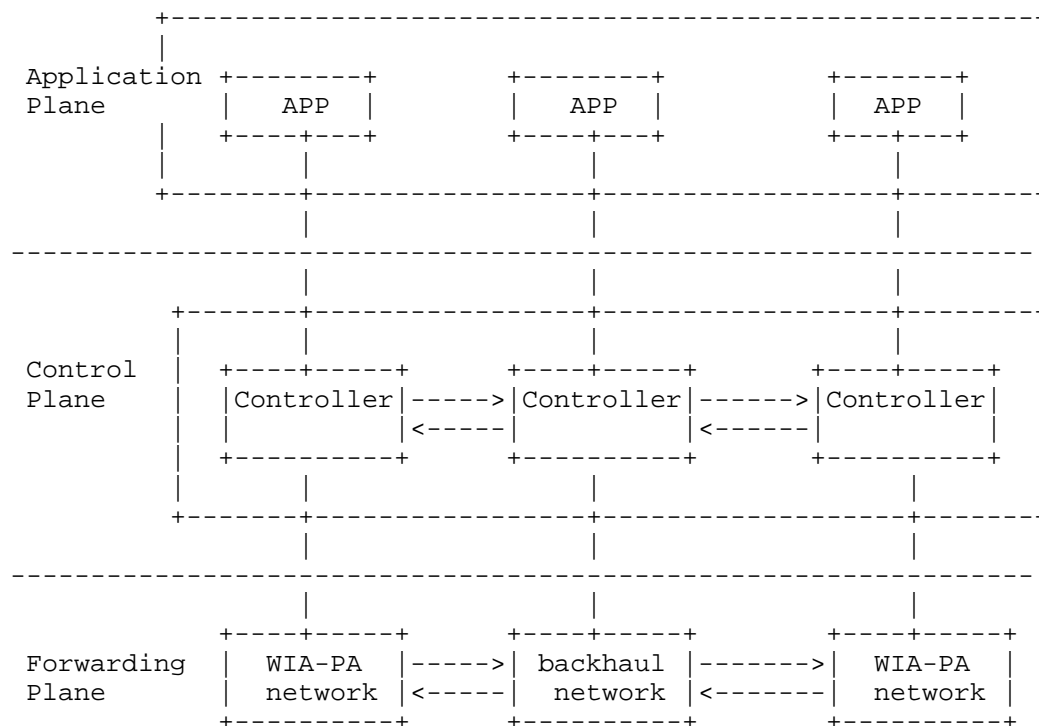 Application
Plane APP APP APP
Control
Plane Controller Controller Controller
Forwarding WIA-PA backhaul WIA-PA
Plane network network network